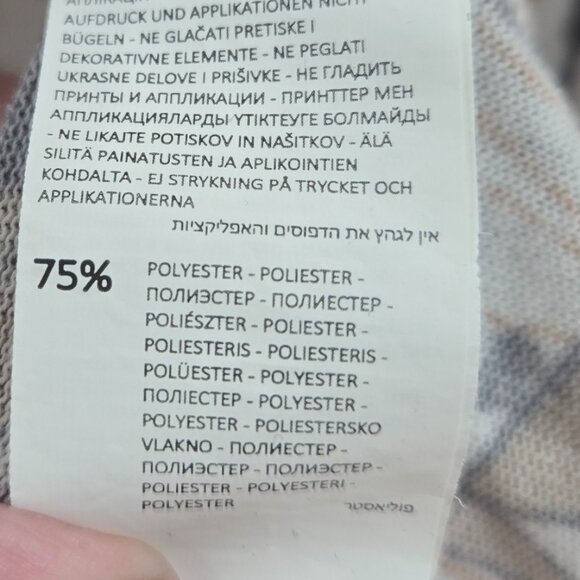 AUFDRUCK UND APPLIKATIONEN NICHT
BÜGELN - NE GLAČATI PRETISKE I
DEKORATIVNE ELEMENTE - NE PEGLATI
UKRASNE DELOVE I PRIŠIVKE - НЕ ГЛАДИТЬ
ПРИНТЫ И АППЛИКАЦИИ - ПРИНТТЕР МЕН
АППЛИКАЦИЯЛАРДЫ ҮТІКТЕУГЕ БОЛМАЙДЫ
- NE LIKAJTE POTISKOV IN NAŠITKOV - ÄLÄ
SILITÄ PAINATUSTEN JA APLIKOINTIEN
KOHDALTA - EJ STRYKNING PÅ TRYCKET OCH
APPLIKATIONERNA
אין לגהץ את הדפוסים והאפליקציות
75% POLYESTER - POLIESTER -
ПОЛИЭСТЕР - ПОЛИЕСТЕР -
POLIÉSZTER - POLIESTER -
POLIESTERIS - POLIESTERIS -
POLÜESTER - POLYESTER -
ПОЛІЕСТЕР - POLYESTER -
POLYESTER - POLIESTERSKO
VLAKNO - ПОЛИЕСТЕР -
ПОЛИЭСТЕР - ПОЛИЭСТЕР -
POLIESTER - POLYESTERI -
POLYESTER פוליאסטר